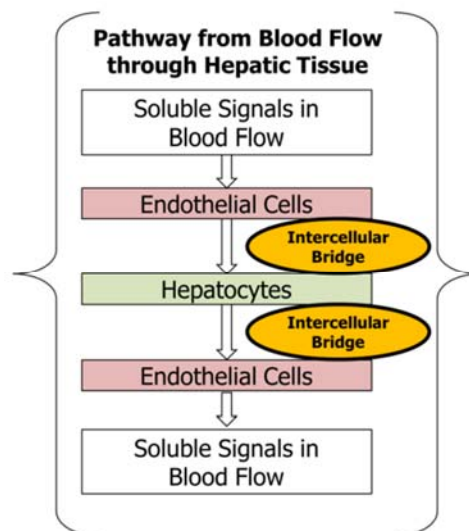 Pathway from Blood Flow
through Hepatic Tissue
Soluble Signals in
Blood Flow
Endothelial Cells
Intercellular
Bridge
Hepatocytes
Intercellular
Bridge
Endothelial Cells
Soluble Signals in
Blood Flow